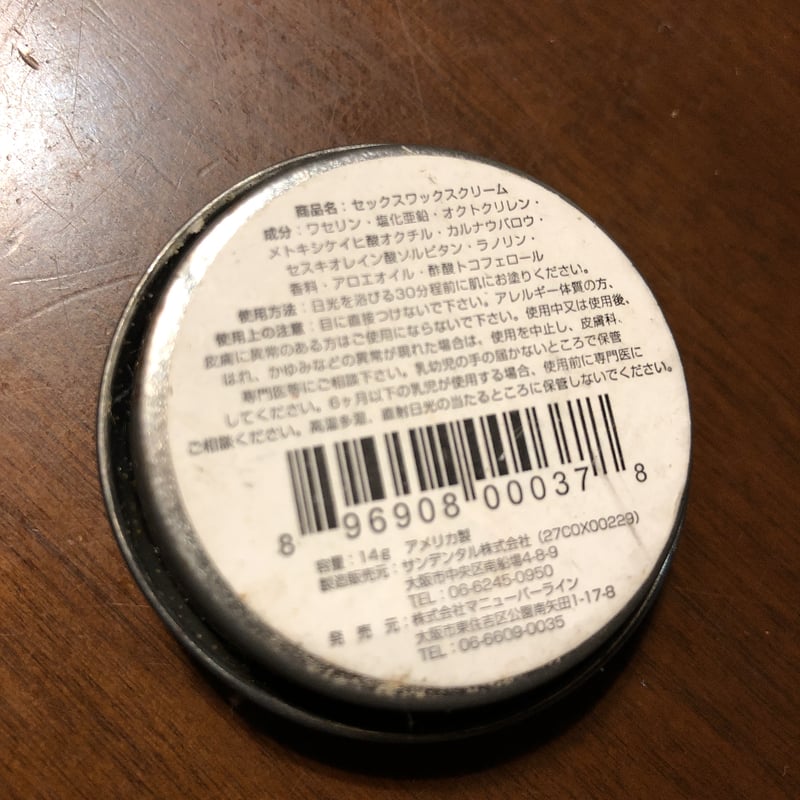 商品名：セックスワックスクリーム
成分：ワセリン・塩化亜鉛・オクトクリレン・
メトキシケイヒ酸オクチル・カルナウバロウ・
セスキオレイン酸ソルビタン・ラノリン・
香料・アロエオイル・酢酸トコフェロール
使用方法：日光を浴びる30分程前に肌にお塗りください。
使用上の注意：目に直接つけないで下さい。アレルギー体質の方、
皮膚に異常のある方はご使用にならないで下さい。使用中又は使用後、
はれ、かゆみなどの異常が現れた場合は、使用を中止し、皮膚科、
専門医等にご相談下さい。乳幼児の手の届かないところで保管
してください。6ヶ月以下の乳児が使用する場合、使用前に専門医に
ご相談ください。高温多湿、直射日光の当たるところに保管しないでください。
8 96908 00037 8
容量：14g アメリカ製
製造販売元：サンデンタル株式会社（27C0X00229）
大阪市中央区南船場4-8-9
TEL：06-6245-0950
発売元：株式会社マニューバーライン
大阪市東住吉区公園南矢田1-17-8
TEL：06-6609-0035